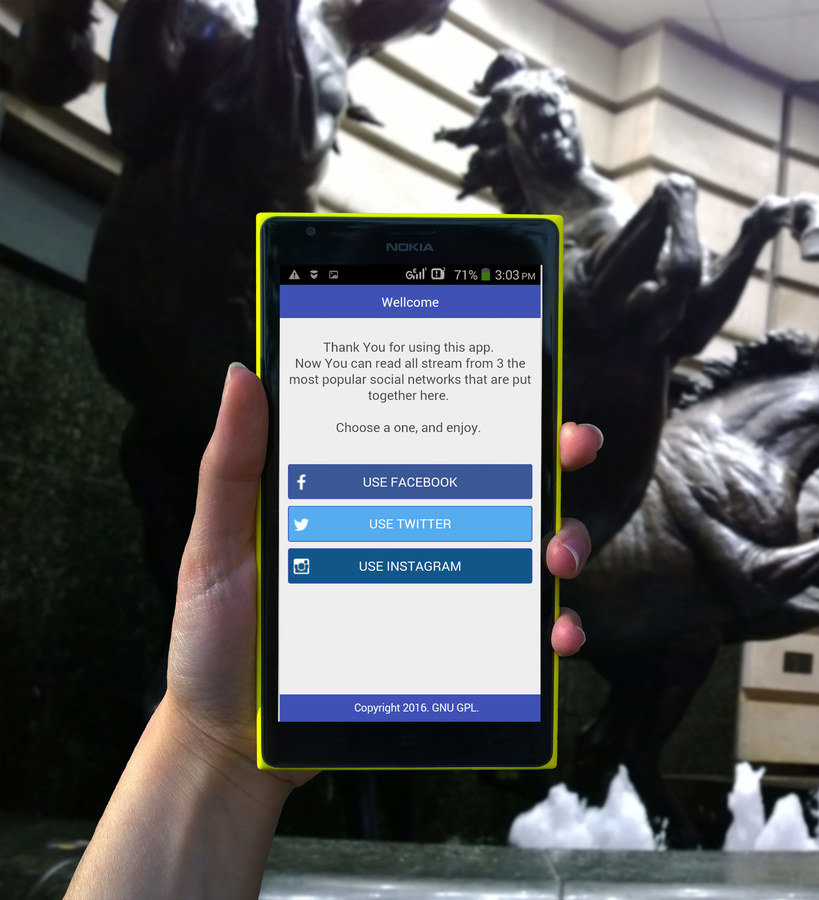 NOKIA
71% 3:03 PM
Wellcome
Thank You for using this app.
Now You can read all stream from 3 the
most popular social networks that are put
together here.
Choose a one, and enjoy.
USE FACEBOOK
USE TWITTER
USE INSTAGRAM
Copyright 2016. GNU GPL.